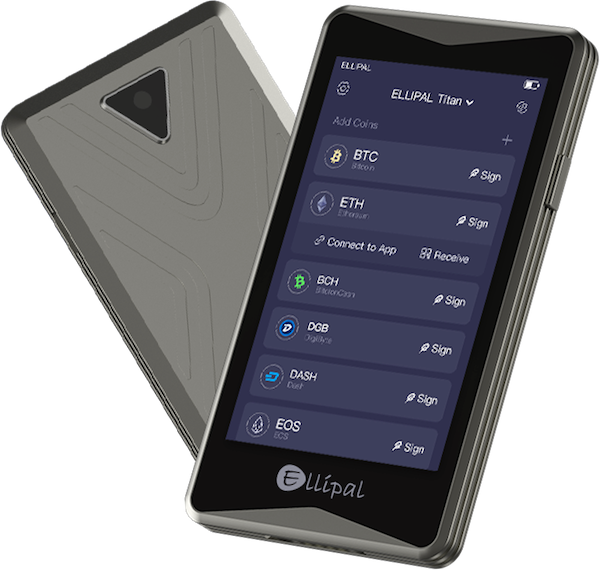 ELLIPAL
ELLIPAL Titan
Add Coins
BTC
Bitcoin
Sign
ETH
Ethereum
Sign
Connect to App
Receive
BCH
BitcoinCash
Sign
DGB
DigiByte
Sign
DASH
Dash
Sign
EOS
EOS
Sign
Ellipal